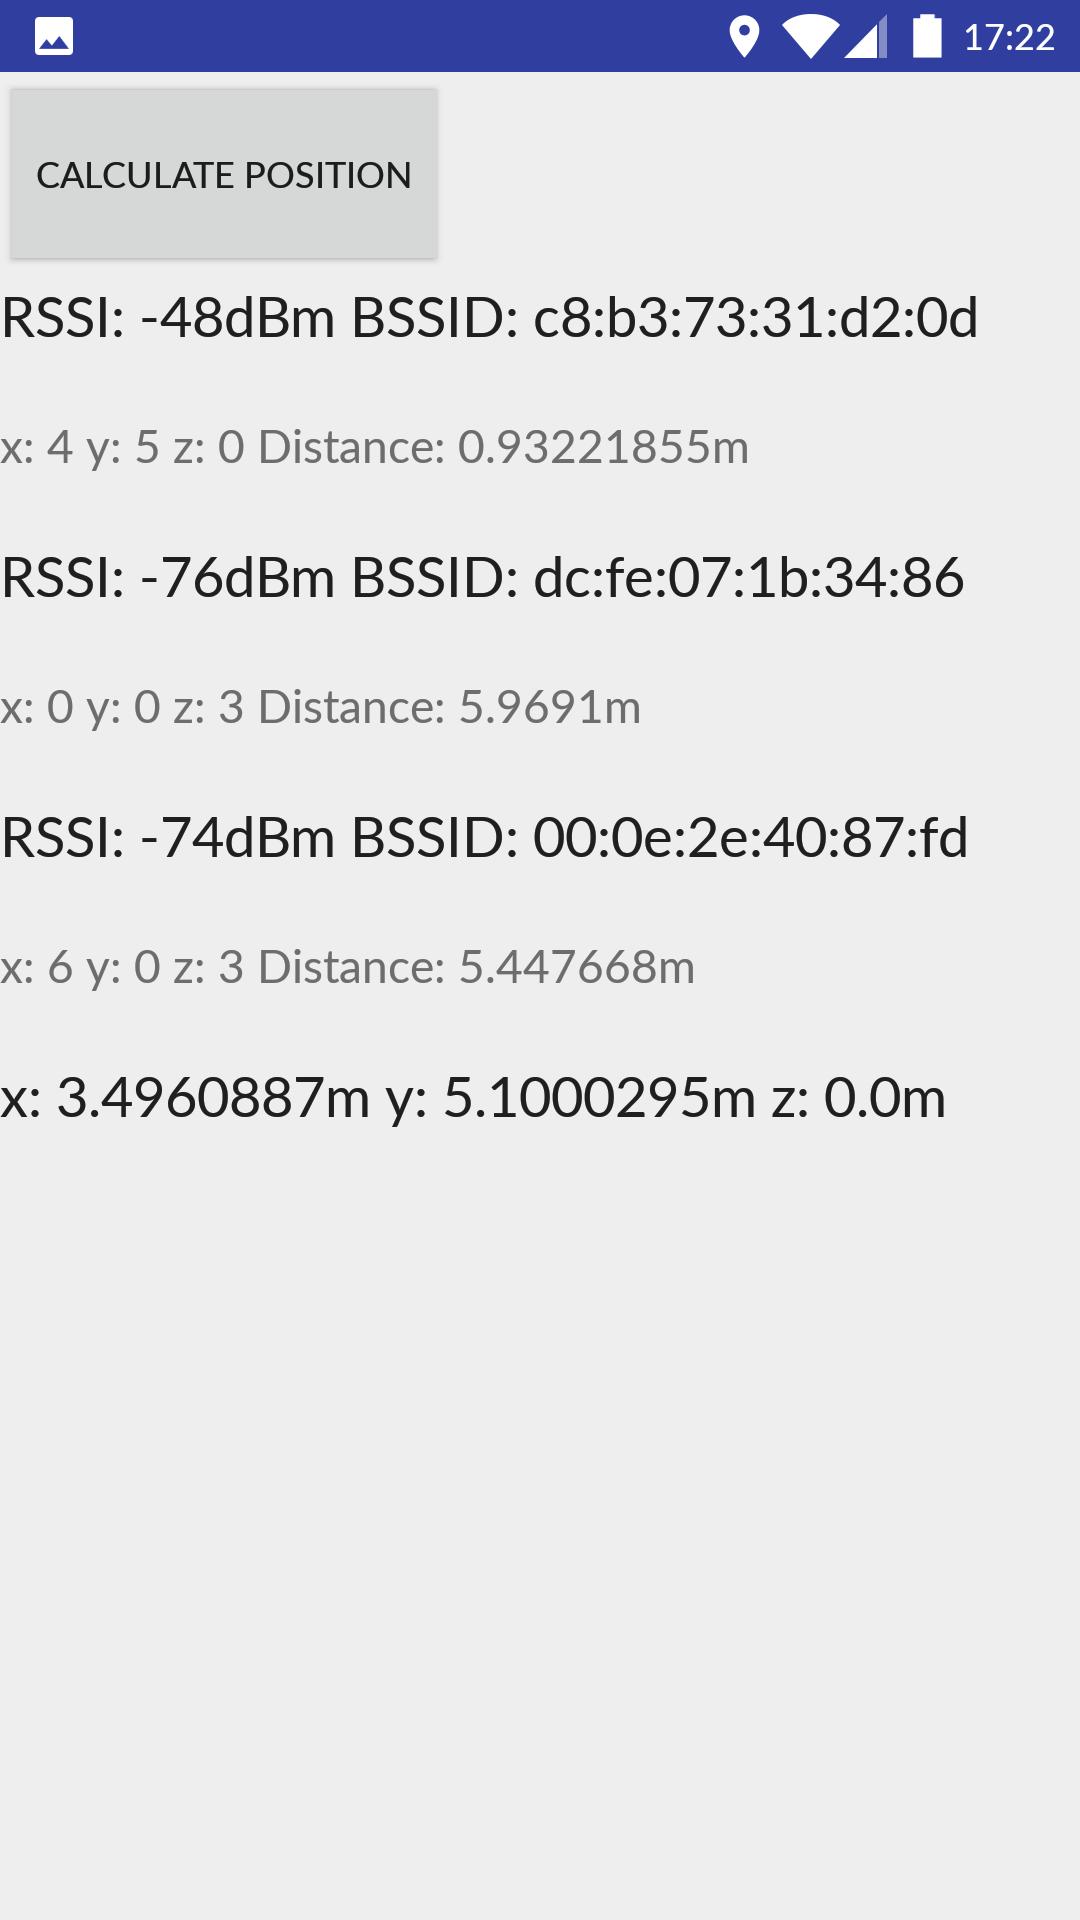 17:22
CALCULATE POSITION
RSSI: -48dBm BSSID: c8:b3:73:31:d2:0d
x: 4 y: 5 z: 0 Distance: 0.93221855m
RSSI: -76dBm BSSID: dc:fe:07:1b:34:86
x: 0 y: 0 z: 3 Distance: 5.9691m
RSSI: -74dBm BSSID: 00:0e:2e:40:87:fd
x: 6 y: 0 z: 3 Distance: 5.447668m
x: 3.4960887m y: 5.1000295m z: 0.0m